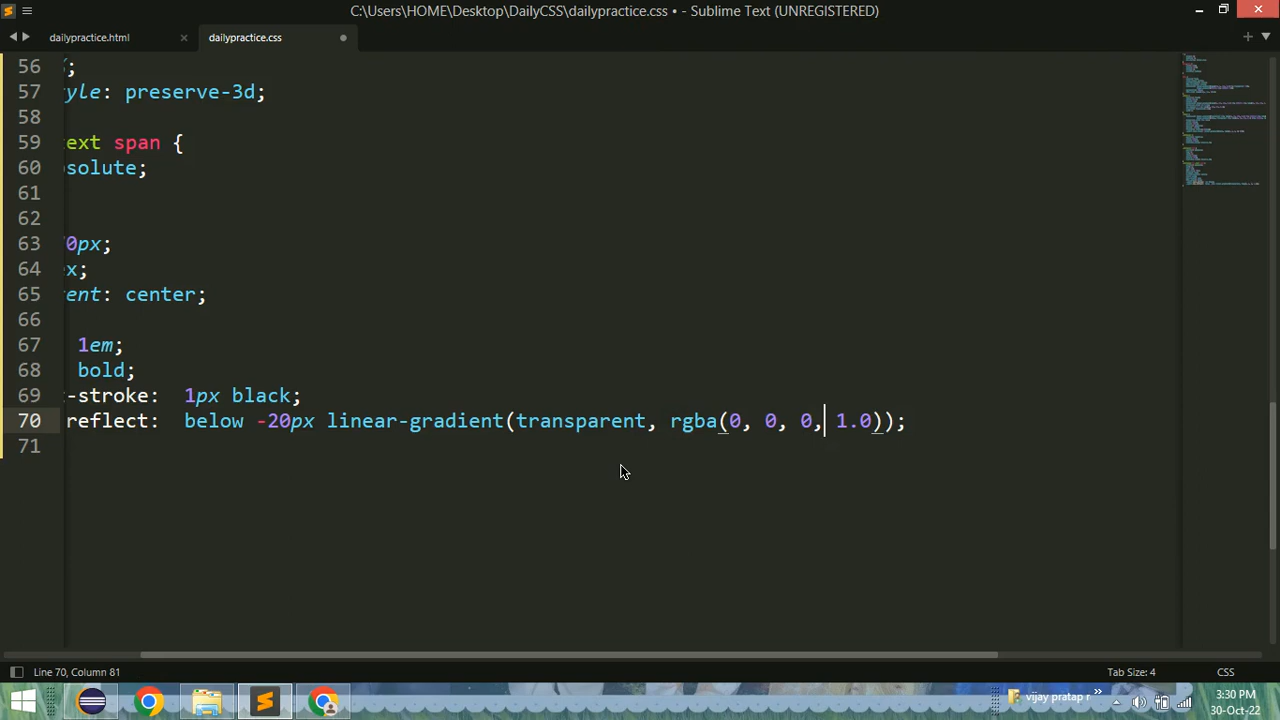 C:\Users\HOME\Desktop\DailyCSS\dailypractice.css • - Sublime Text (UNREGISTERED)
dailypractice.html
dailypractice.css
56 ;
57 yle: preserve-3d;
58
59 ext span {
60 solute;
61
62
63 0px;
64 x;
65 ent: center;
66
67 1em;
68 bold;
69 -stroke: 1px black;
70 reflect: below -20px linear-gradient(transparent, rgba(0, 0, 0, 1.0));
71
Line 70, Column 81
Tab Size: 4
CSS
vijay pratap r
3:30 PM
30-Oct-22